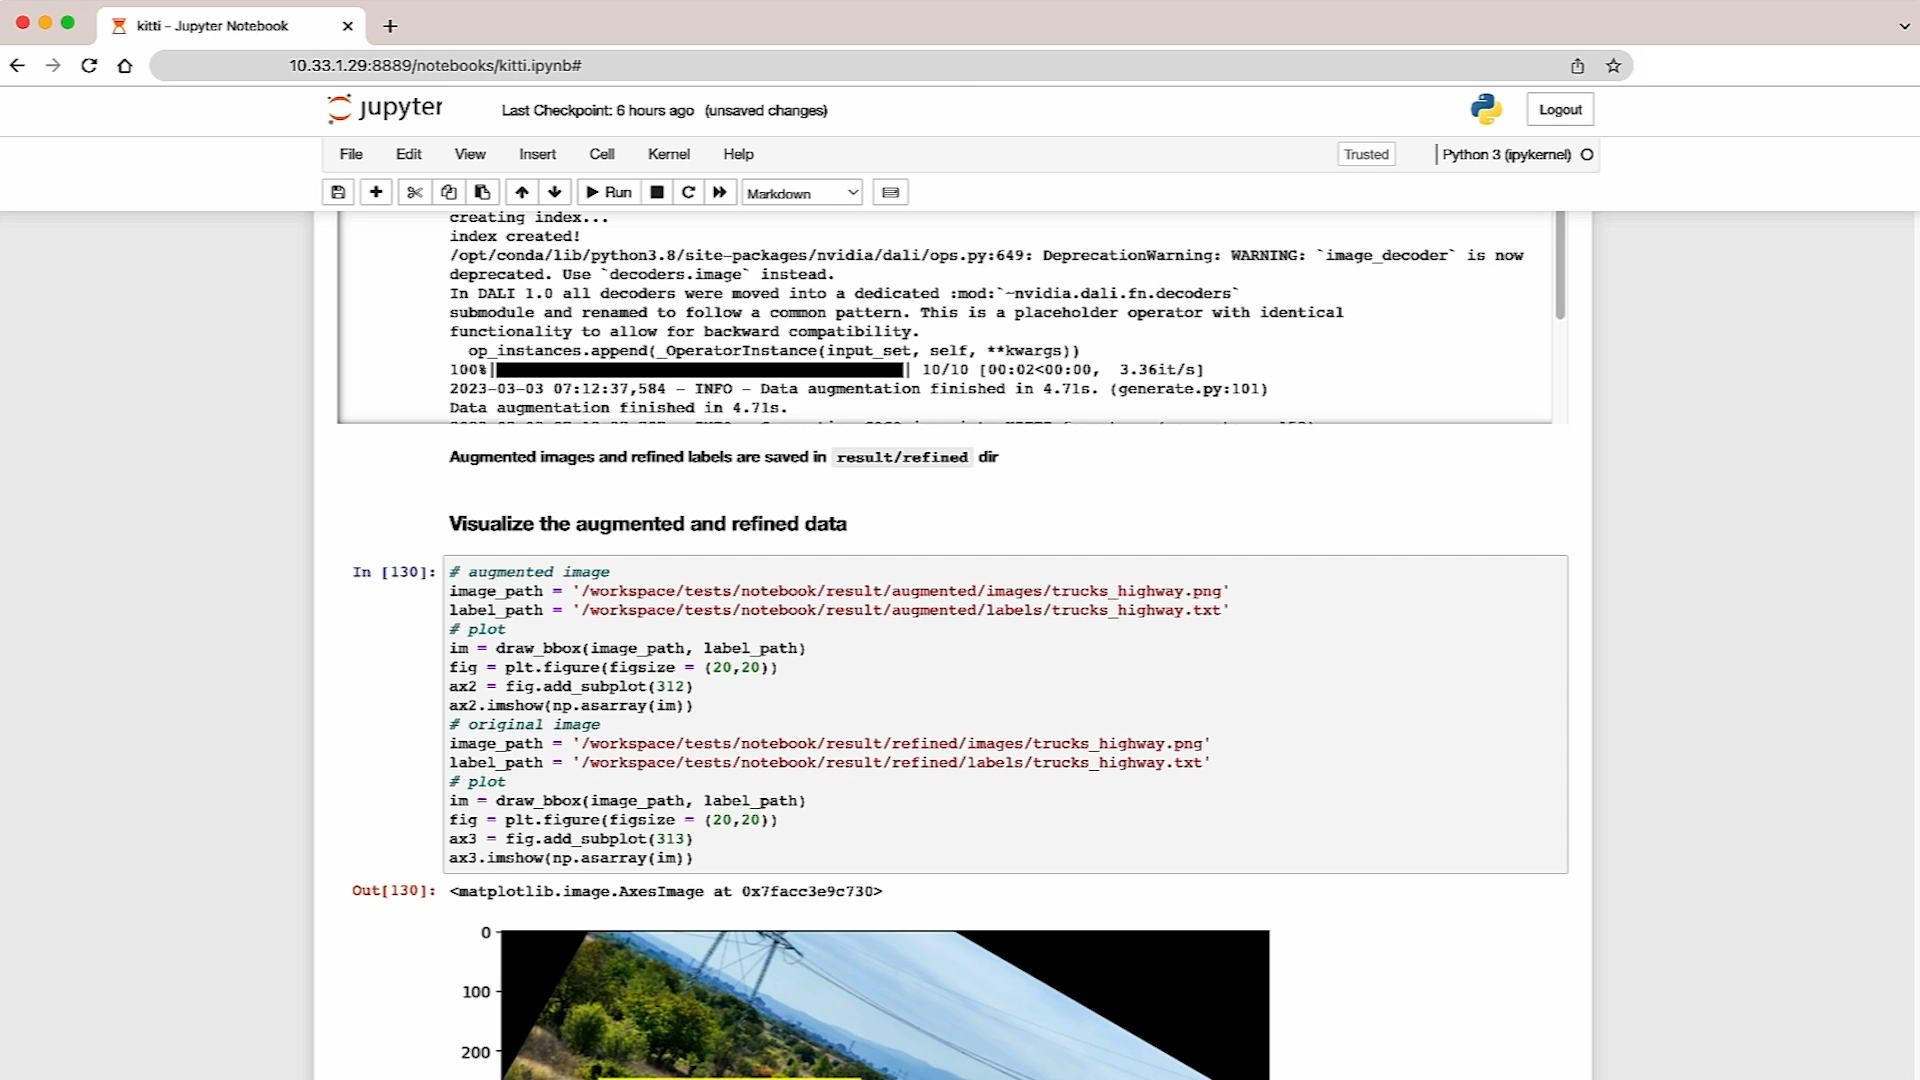 kitti - Jupyter Notebook
10.33.1.29:8889/notebooks/kitti.ipynb#
jupyter Last Checkpoint: 6 hours ago (unsaved changes) Logout
File Edit View Insert Cell Kernel Help Trusted Python 3 (ipykernel)
Run Markdown
creating index...
index created!
/opt/conda/lib/python3.8/site-packages/nvidia/dali/ops.py:649: DeprecationWarning: WARNING: `image_decoder` is now
deprecated. Use `decoders.image` instead.
In DALI 1.0 all decoders were moved into a dedicated :mod:`~nvidia.dali.fn.decoders`
submodule and renamed to follow a common pattern. This is a placeholder operator with identical
functionality to allow for backward compatibility.
op_instances.append(_OperatorInstance(input_set, self, **kwargs))
100%| | 10/10 [00:02<00:00, 3.36it/s]
2023-03-03 07:12:37,584 - INFO - Data augmentation finished in 4.71s. (generate.py:101)
Data augmentation finished in 4.71s.
Augmented images and refined labels are saved in result/refined dir
Visualize the augmented and refined data
In [130]: # augmented image
image_path = '/workspace/tests/notebook/result/augmented/images/trucks_highway.png'
label_path = '/workspace/tests/notebook/result/augmented/labels/trucks_highway.txt'
# plot
im = draw_bbox(image_path, label_path)
fig = plt.figure(figsize = (20,20))
ax2 = fig.add_subplot(312)
ax2.imshow(np.asarray(im))
# original image
image_path = '/workspace/tests/notebook/result/refined/images/trucks_highway.png'
label_path = '/workspace/tests/notebook/result/refined/labels/trucks_highway.txt'
# plot
im = draw_bbox(image_path, label_path)
fig = plt.figure(figsize = (20,20))
ax3 = fig.add_subplot(313)
ax3.imshow(np.asarray(im))
Out[130]: <matplotlib.image.AxesImage at 0x7facc3e9c730>
0
100
200